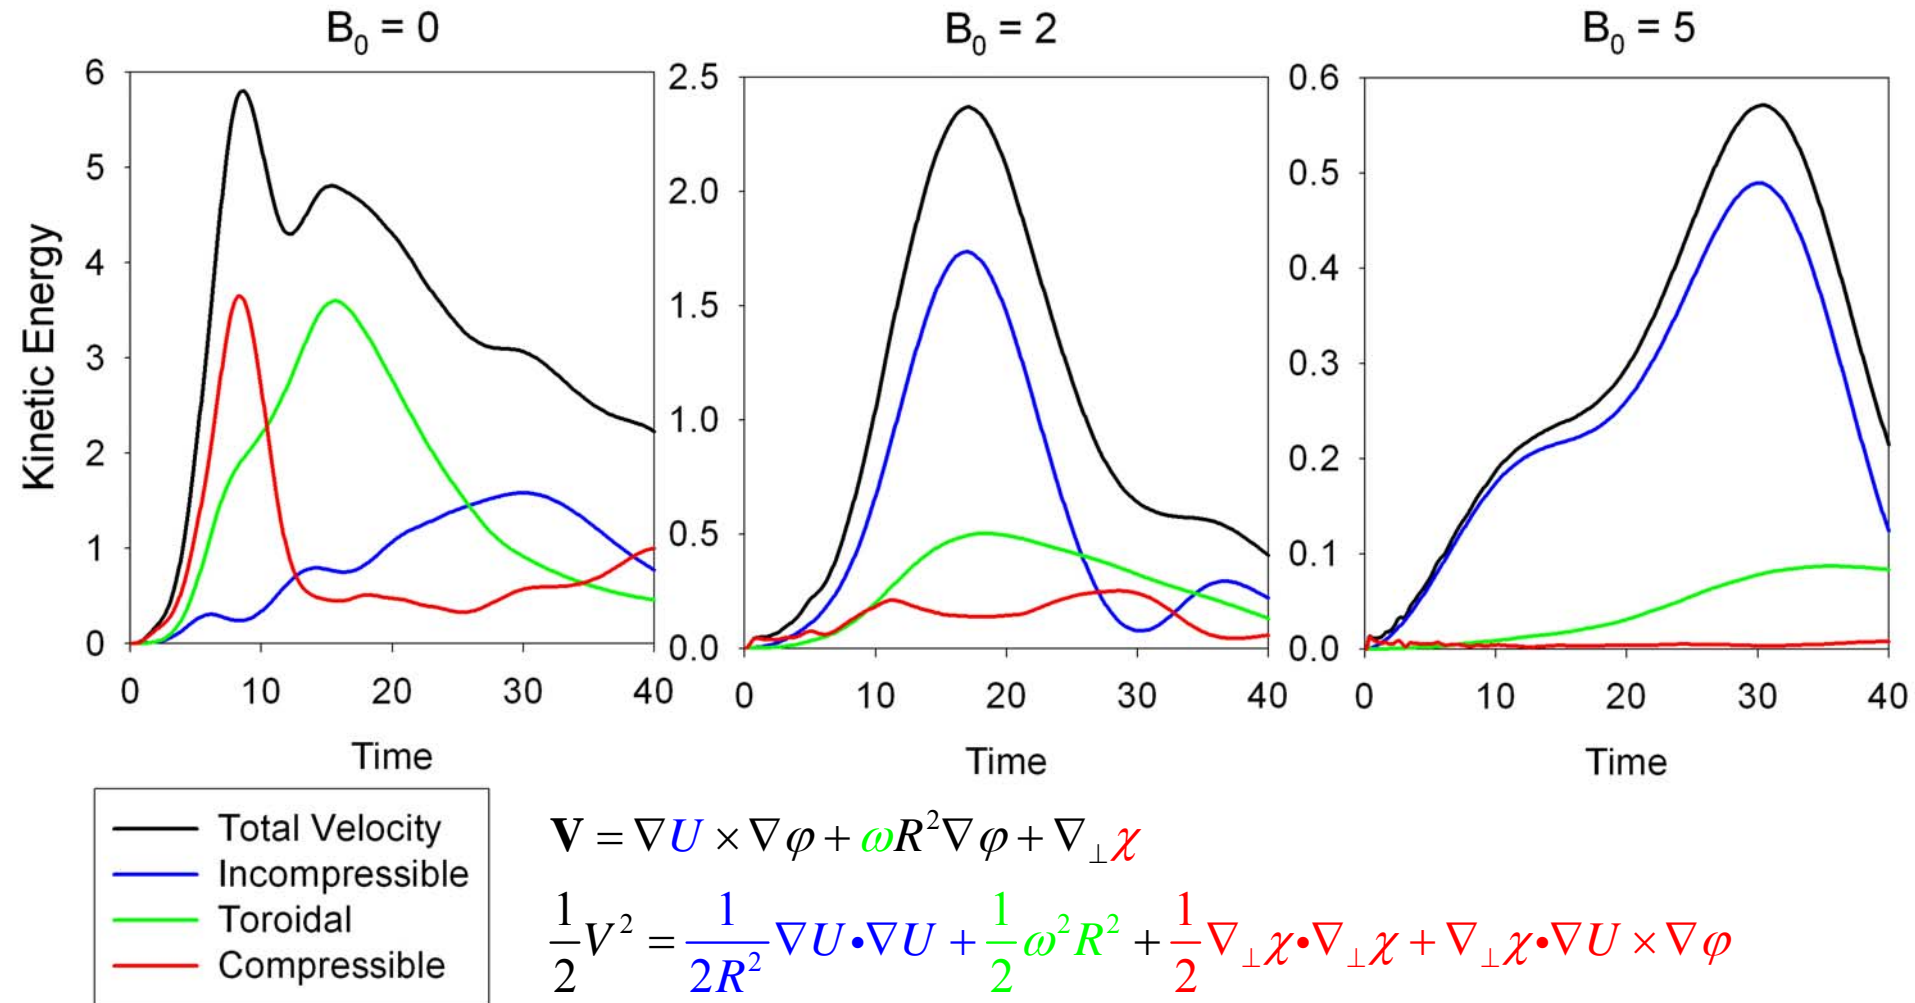 B₀ = 0
B₀ = 2
B₀ = 5
Kinetic Energy
6
5
4
3
2
1
0
0 10 20 30 40
Time
2.5
2.0
1.5
1.0
0.5
0.0
0 10 20 30 40
Time
0.6
0.5
0.4
0.3
0.2
0.1
0.0
0 10 20 30 40
Time
Total Velocity
Incompressible
Toroidal
Compressible
V = ∇U × ∇φ + ωR²∇φ + ∇⊥χ
1/2 V² = 1/(2R²) ∇U•∇U + 1/2 ω²R² + 1/2 ∇⊥χ•∇⊥χ + ∇⊥χ•∇U × ∇φ